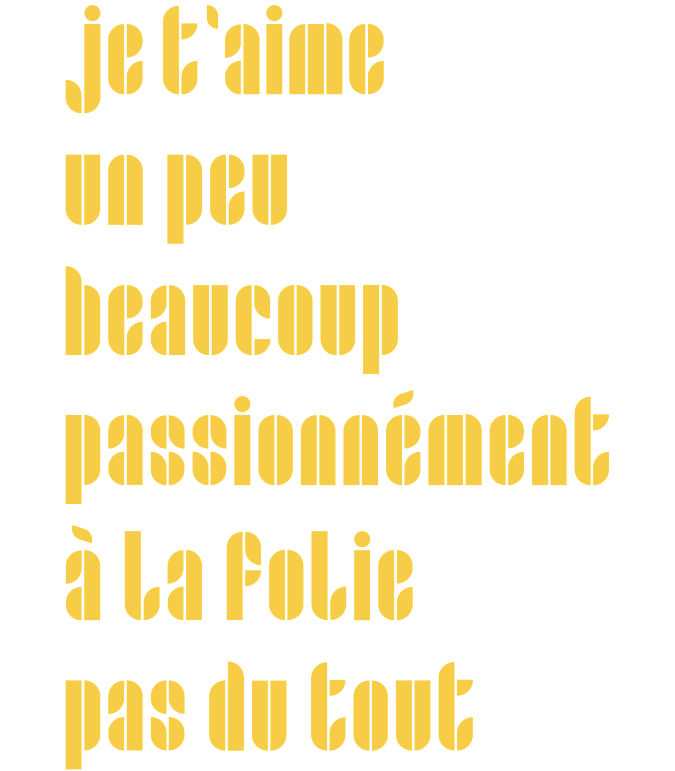 je t'aime
un peu
beaucoup
passionnément
à la folie
pas du tout